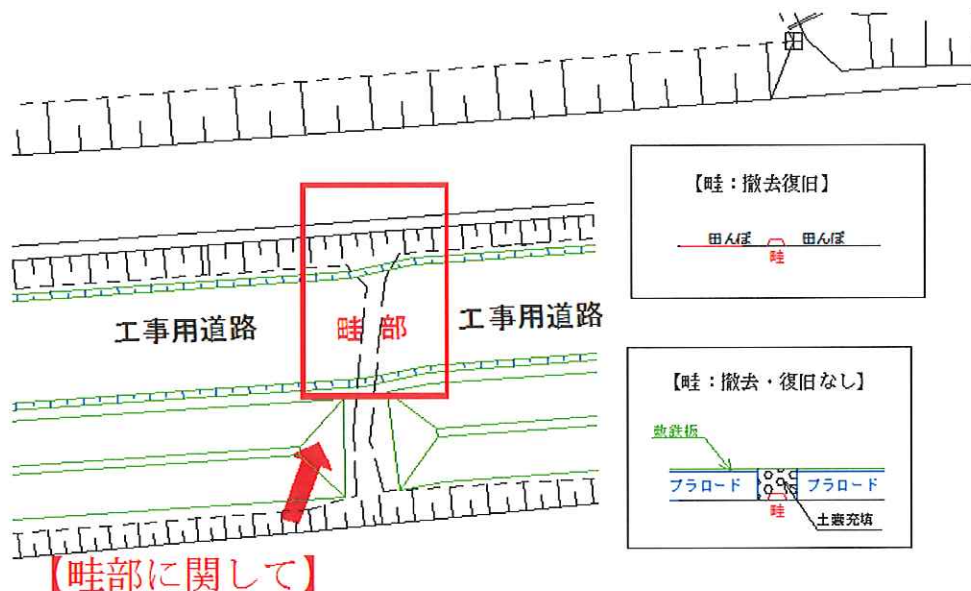 【畦：撤去復旧】
田んぼ 田んぼ
畦
工事用道路 畦 部 工事用道路
【畦：撤去・復旧なし】
敷鉄板
プラロード プラロード
畦
土嚢充填
【畦部に関して】